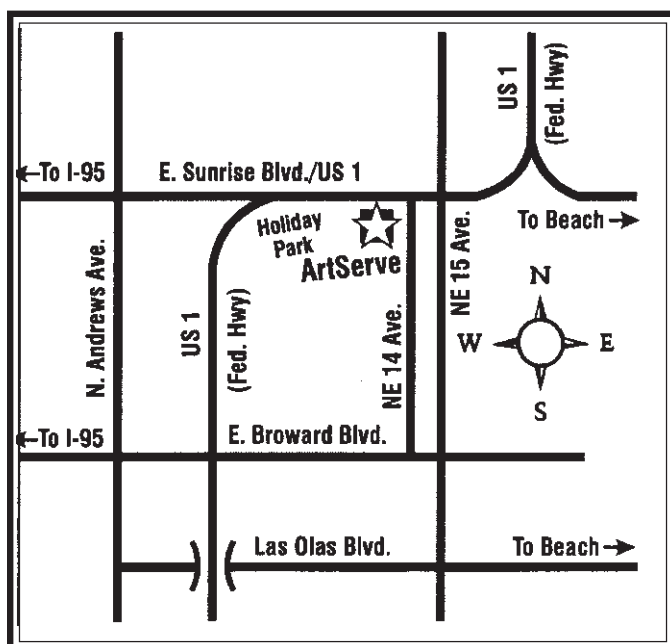 US 1
(Fed. Hwy)
←To I-95
E. Sunrise Blvd./US 1
To Beach→
Holiday
Park
ArtServe
N. Andrews Ave.
US 1
(Fed. Hwy)
NE 14 Ave.
NE 15 Ave.
N
W
E
S
←To I-95
E. Broward Blvd.
Las Olas Blvd.
To Beach→